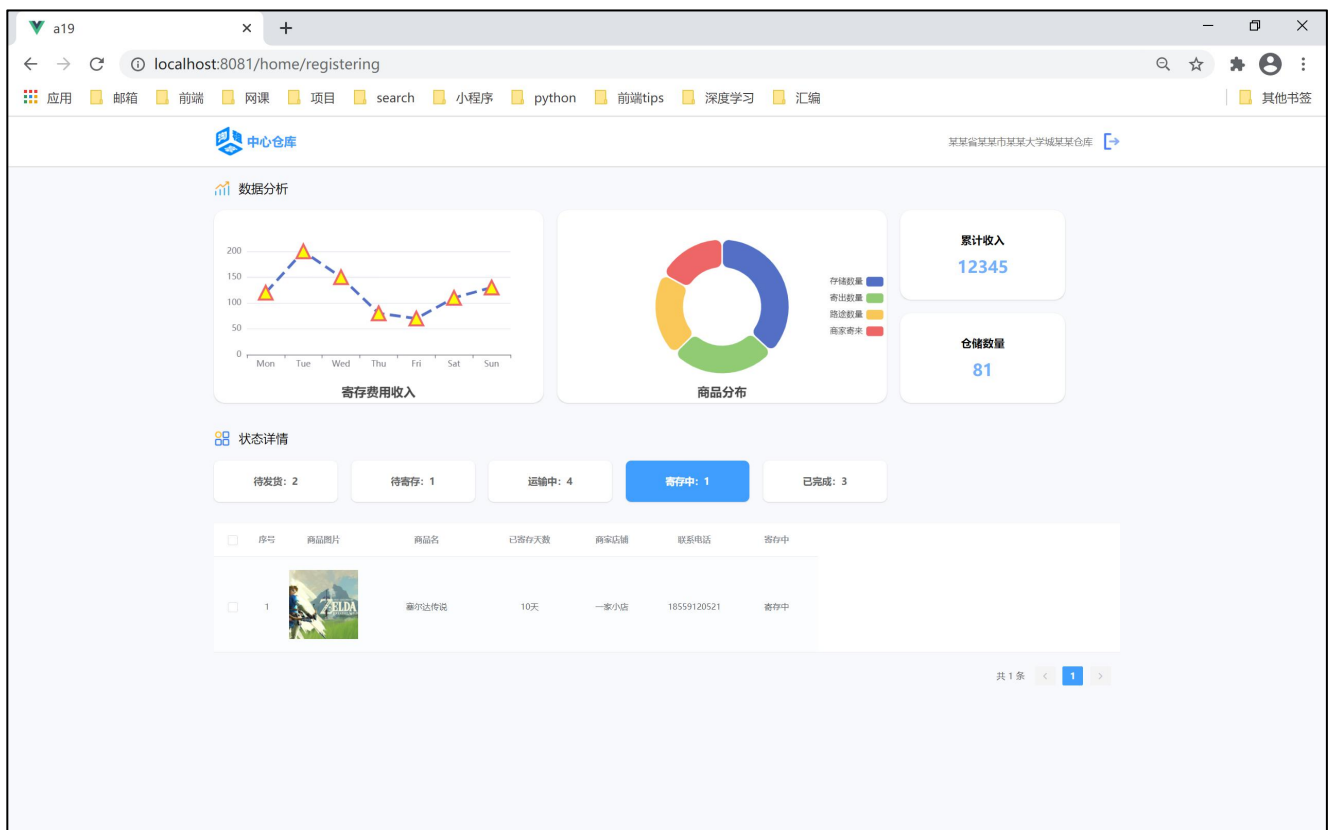 a19
localhost:8081/home/registering
应用 邮箱 前端 网课 项目 search 小程序 python 前端tips 深度学习 汇编 其他书签
中心仓库 某某省某某市某某大学城某某仓库
数据分析
200
150
100
50
0
Mon Tue Wed Thu Fri Sat Sun
寄存费用收入
存储数量
寄出数量
路途数量
商家寄来
商品分布
累计收入
12345
仓储数量
81
状态详情
待发货: 2 待寄存: 1 运输中: 4 寄存中: 1 已完成: 3
序号 商品图片 商品名 已寄存天数 商家店铺 联系电话 寄存中
1 ZELDA 塞尔达传说 10天 一家小店 18559120521 寄存中
共 1 条 1